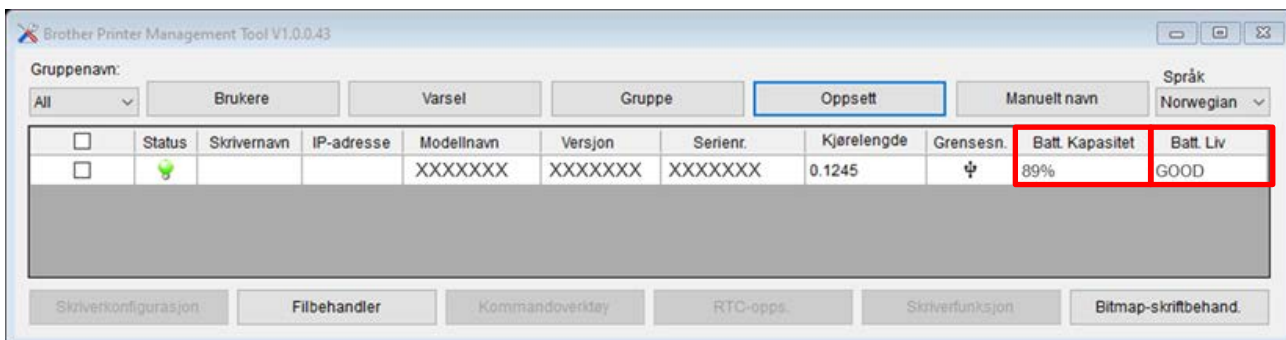 Brother Printer Management Tool V1.0.0.43
Gruppenavn:
Språk
All Brukere Varsel Gruppe Oppsett Manuelt navn Norwegian
Status Skrivernavn IP-adresse Modellnavn Versjon Serienr. Kjørelengde Grensesn. Batt. Kapasitet Batt. Liv
XXXXXXX XXXXXXX XXXXXXX 0.1245 89% GOOD
Skriverkonfigurasjon Filbehandler Kommandoverktøy RTC-opps. Skriverfunksjon Bitmap-skriftbehand.